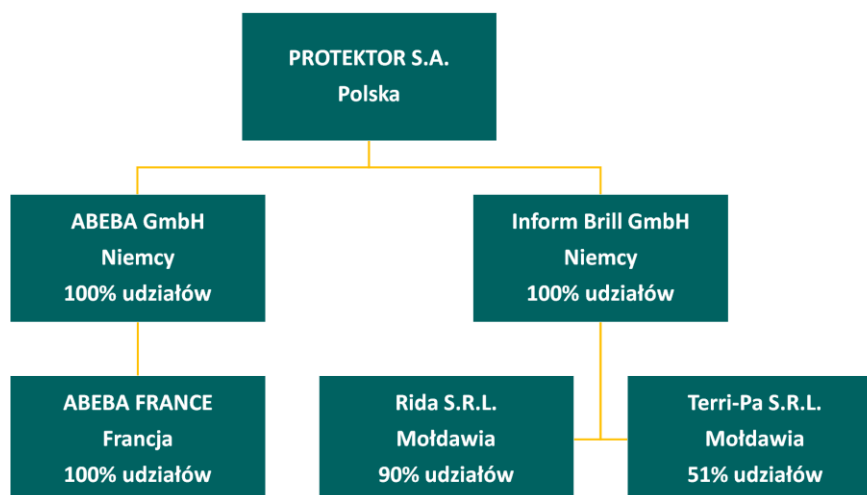 PROTEKTOR S.A.
Polska
ABEBA GmbH
Niemcy
100% udziałów
Inform Brill GmbH
Niemcy
100% udziałów
ABEBA FRANCE
Francja
100% udziałów
Rida S.R.L.
Mołdawia
90% udziałów
Terri-Pa S.R.L.
Mołdawia
51% udziałów